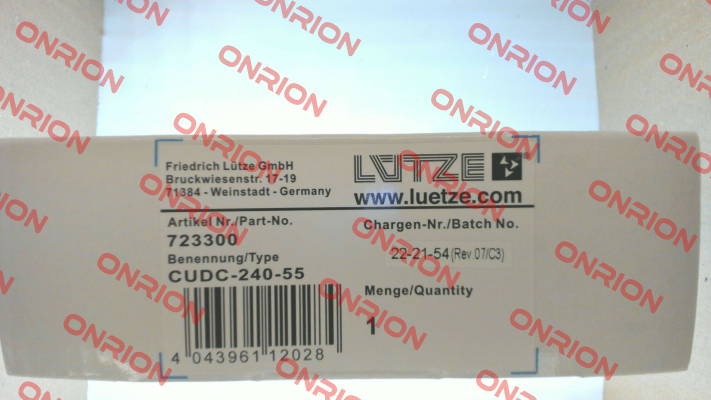 Friedrich Lütze GmbH
Bruckwiesenstr. 17-19
71384 - Weinstadt - Germany
LÜTZE
www.luetze.com
Artikel Nr./Part-No.
723300
Benennung/Type
CUDC-240-55
Chargen-Nr./Batch No.
22-21-54 (Rev.07/C3)
Menge/Quantity
1
4 043961 12028
ONRION